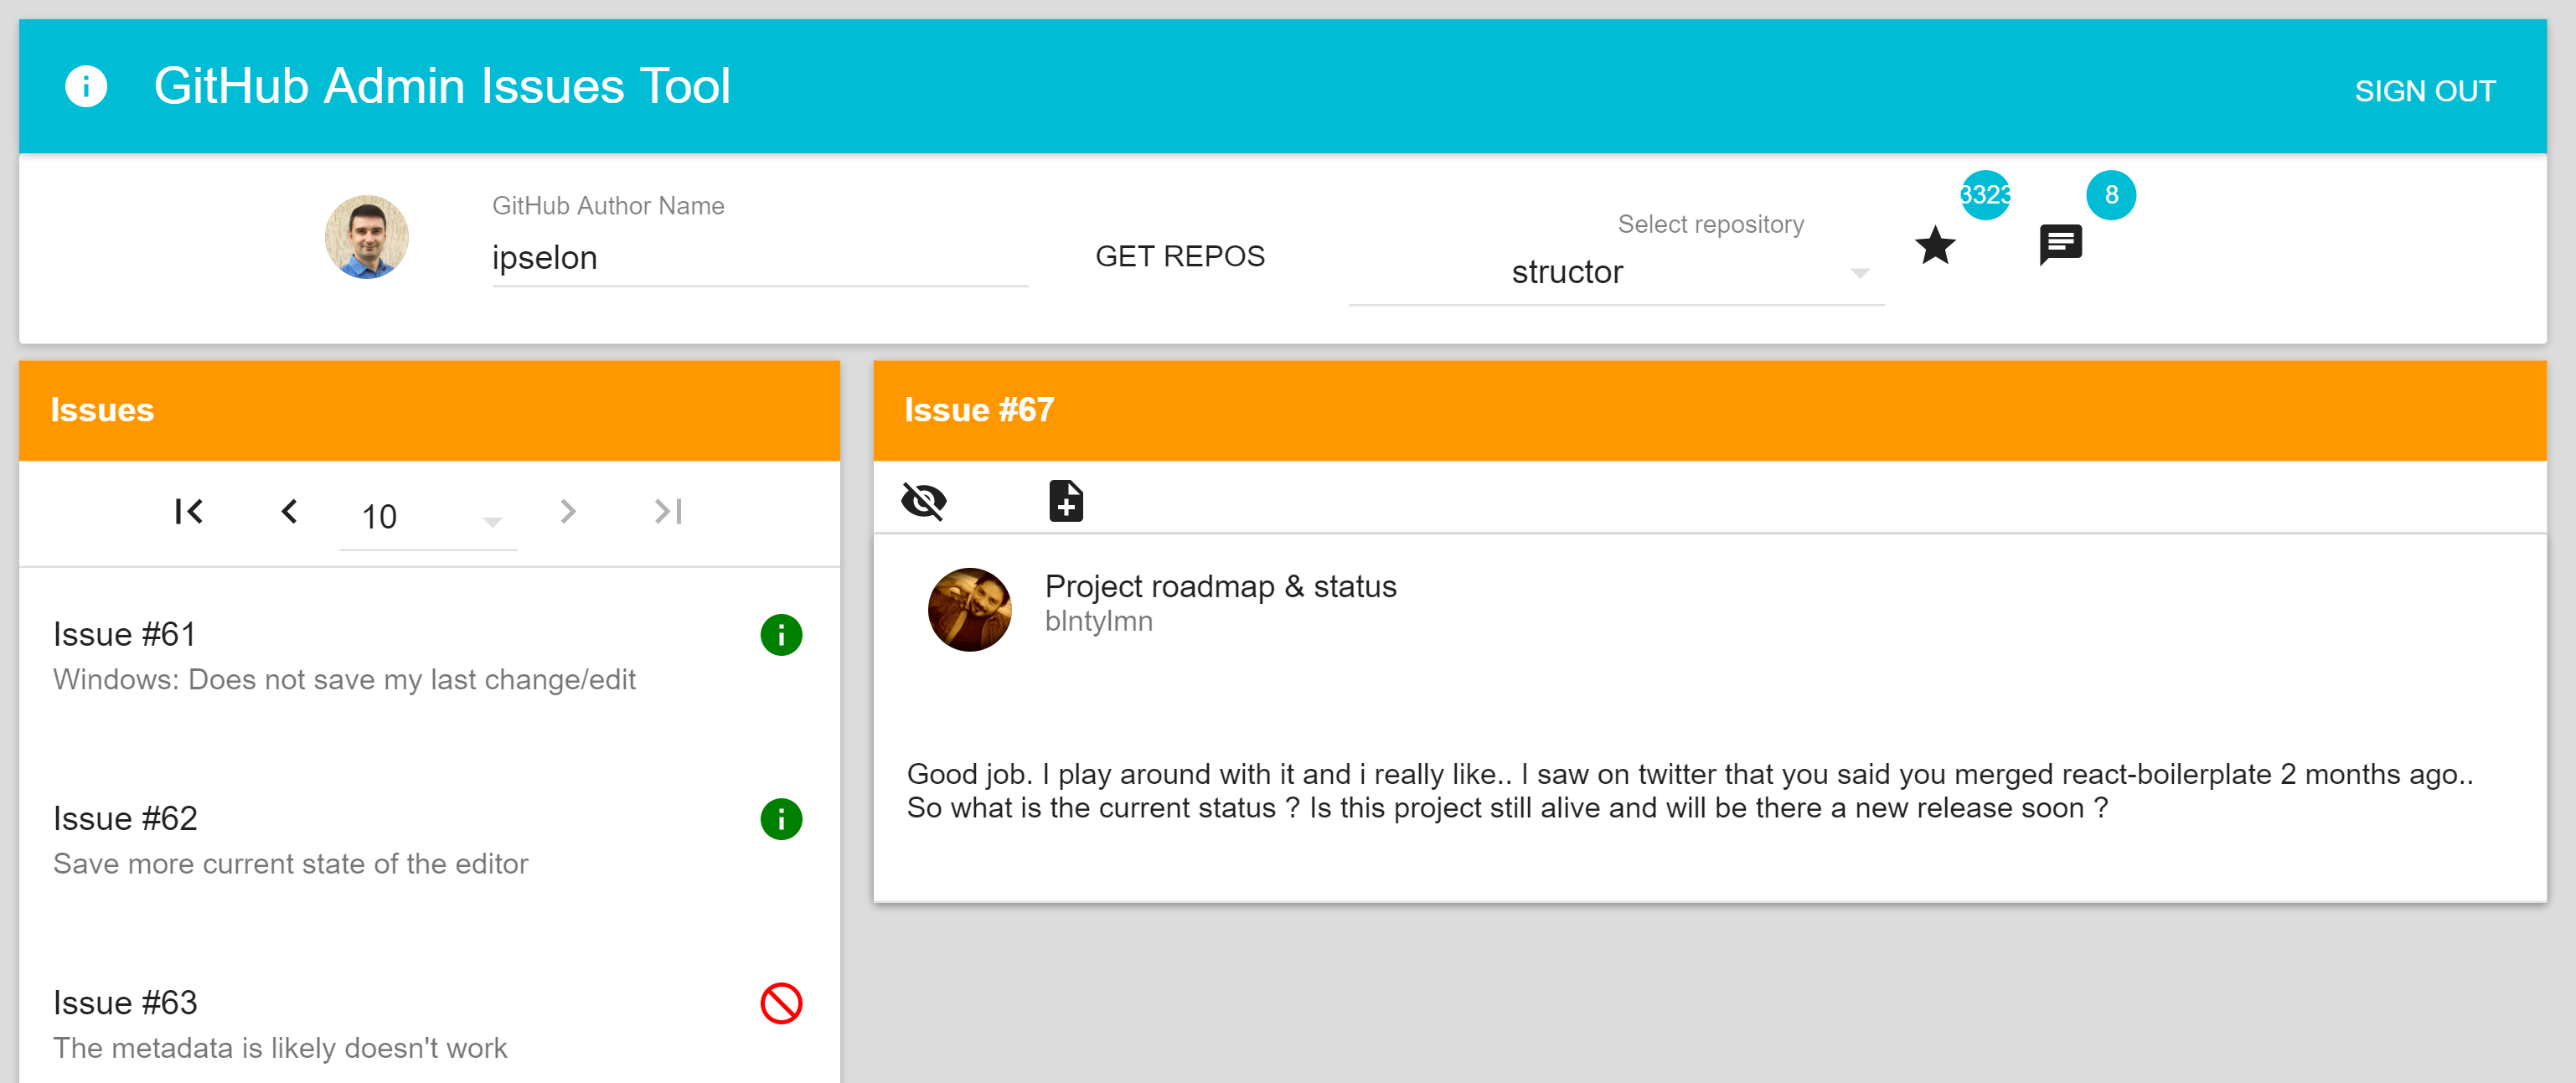 GitHub Admin Issues Tool
SIGN OUT
GitHub Author Name
ipselon
GET REPOS
Select repository
structor
3323
8
Issues
10
Issue #61
Windows: Does not save my last change/edit
Issue #62
Save more current state of the editor
Issue #63
The metadata is likely doesn't work
Issue #67
Project roadmap & status
blntylmn
Good job. I play around with it and i really like.. I saw on twitter that you said you merged react-boilerplate 2 months ago..
So what is the current status ? Is this project still alive and will be there a new release soon ?